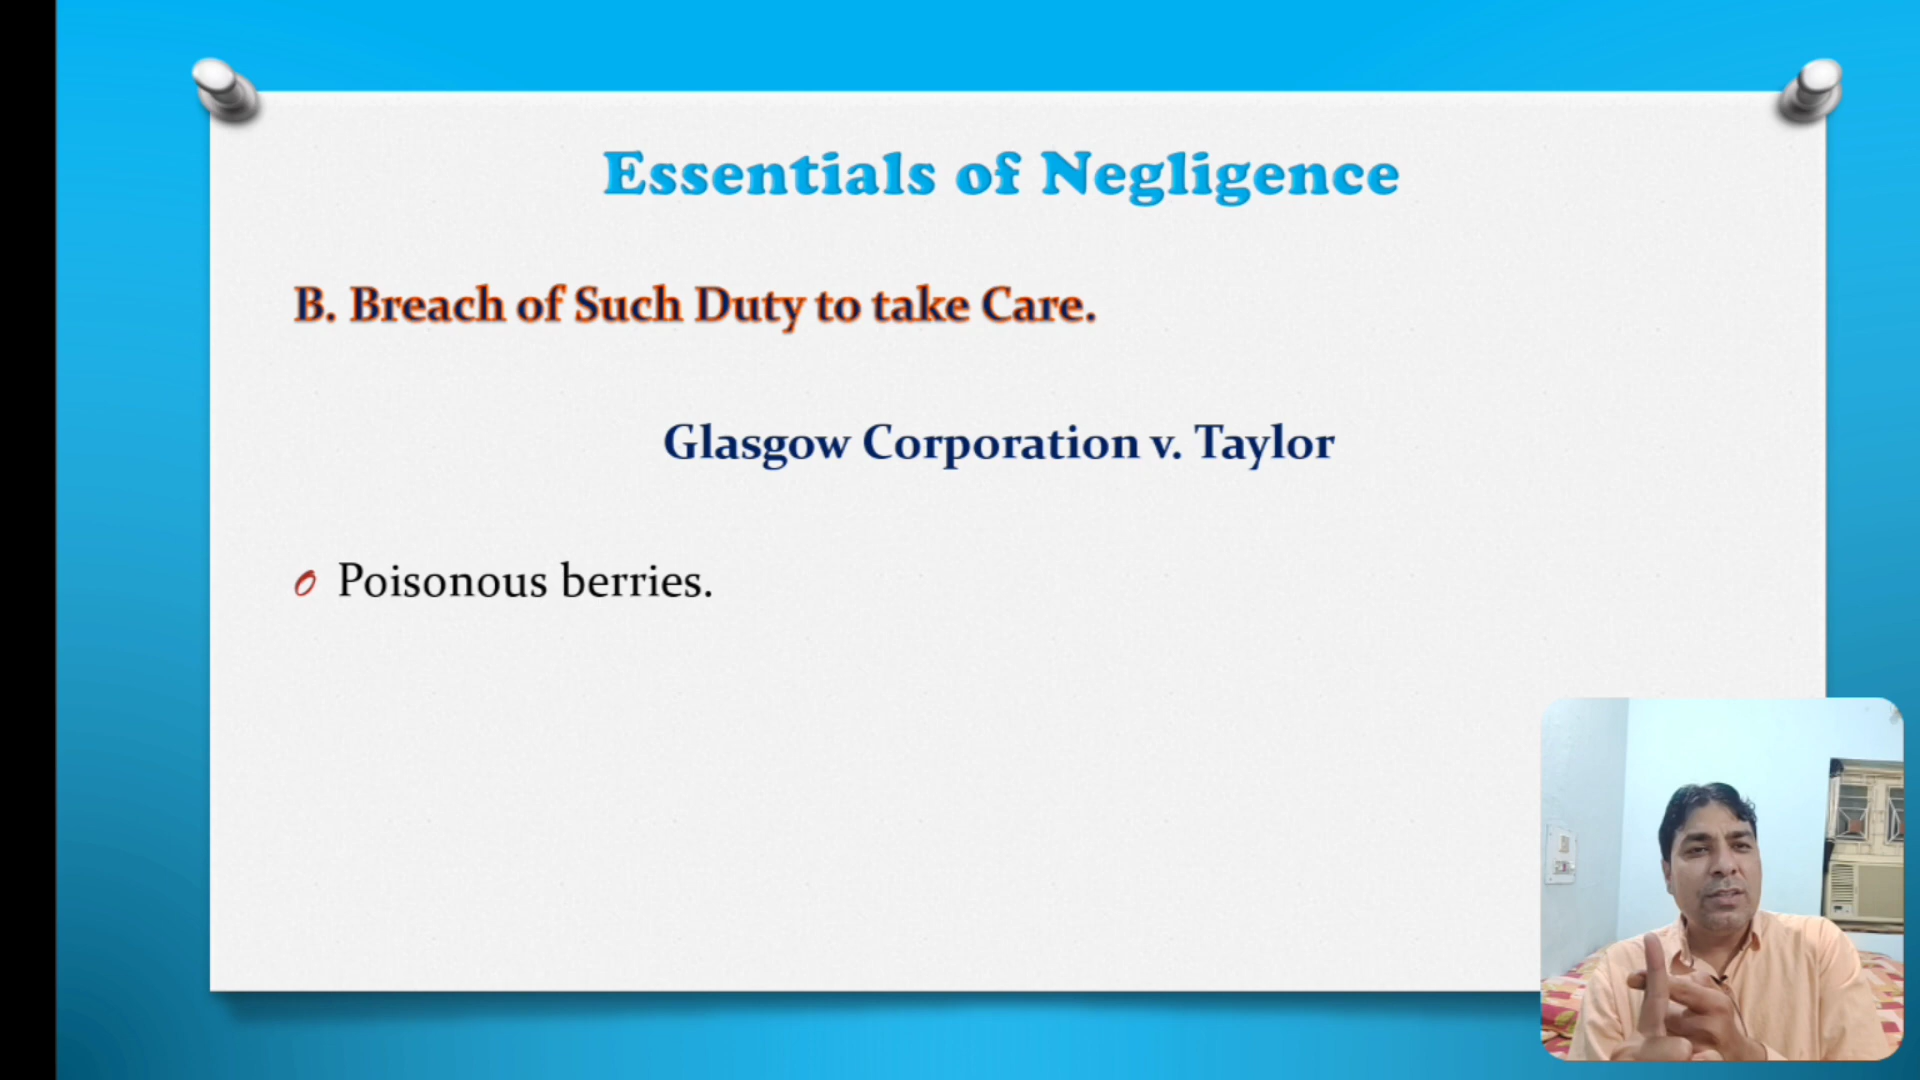 Essentials of Negligence
B. Breach of Such Duty to take Care.
Glasgow Corporation v. Taylor
Poisonous berries.